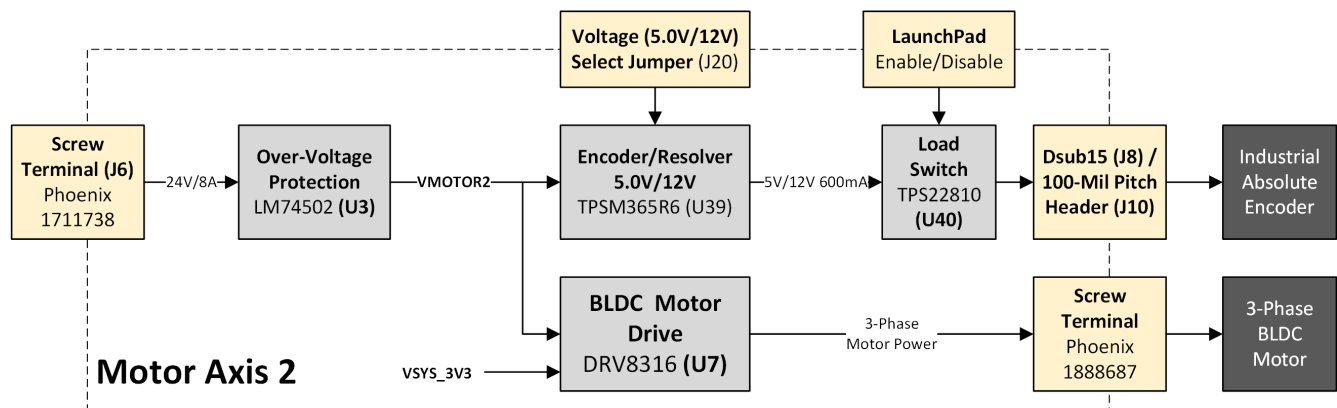 Voltage (5.0V/12V)
Select Jumper (J20)
LaunchPad
Enable/Disable
Screw
Terminal (J6)
Phoenix
1711738
24V/8A
Over-Voltage
Protection
LM74502 (U3)
VMOTOR2
Encoder/Resolver
5.0V/12V
TPSM365R6 (U39)
5V/12V 600mA
Load
Switch
TPS22810
(U40)
Dsub15 (J8) /
100-Mil Pitch
Header (J10)
Industrial
Absolute
Encoder
BLDC Motor
Drive
DRV8316 (U7)
3-Phase
Motor Power
Screw
Terminal
Phoenix
1888687
3-Phase
BLDC
Motor
Motor Axis 2
VSYS_3V3